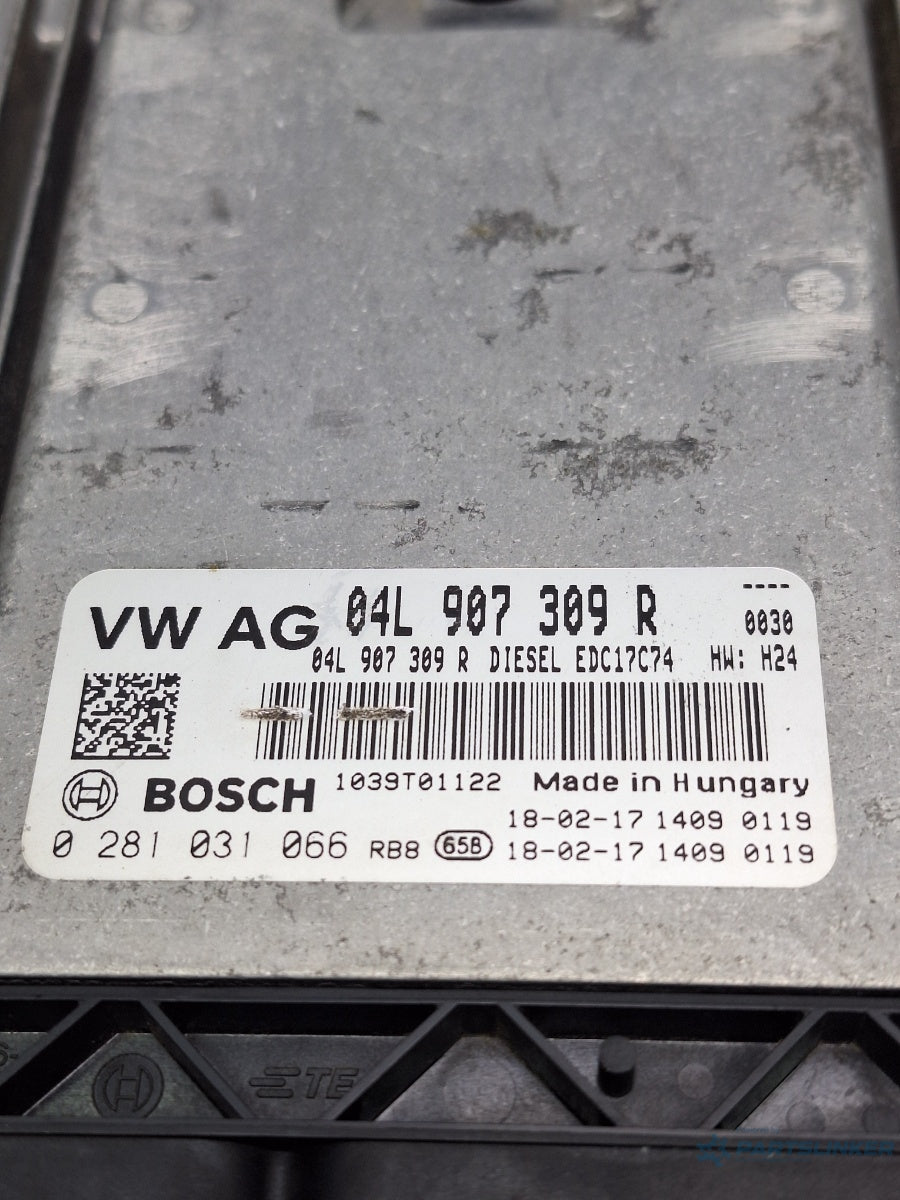 VW AG 04L 907 309 R ----
0030
04L 907 309 R DIESEL EDC17C74 HW: H24
BOSCH 1039T01122 Made in Hungary
18-02-17 1409 0119
0 281 031 066 RB8 65B 18-02-17 1409 0119
TE